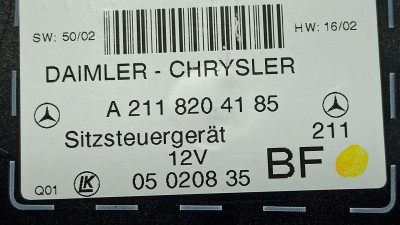 SW: 50/02 HW: 16/02
DAIMLER - CHRYSLER
A 211 820 41 85
Sitzsteuergerät 211
12V BF
Q01 LK 05 0208 35